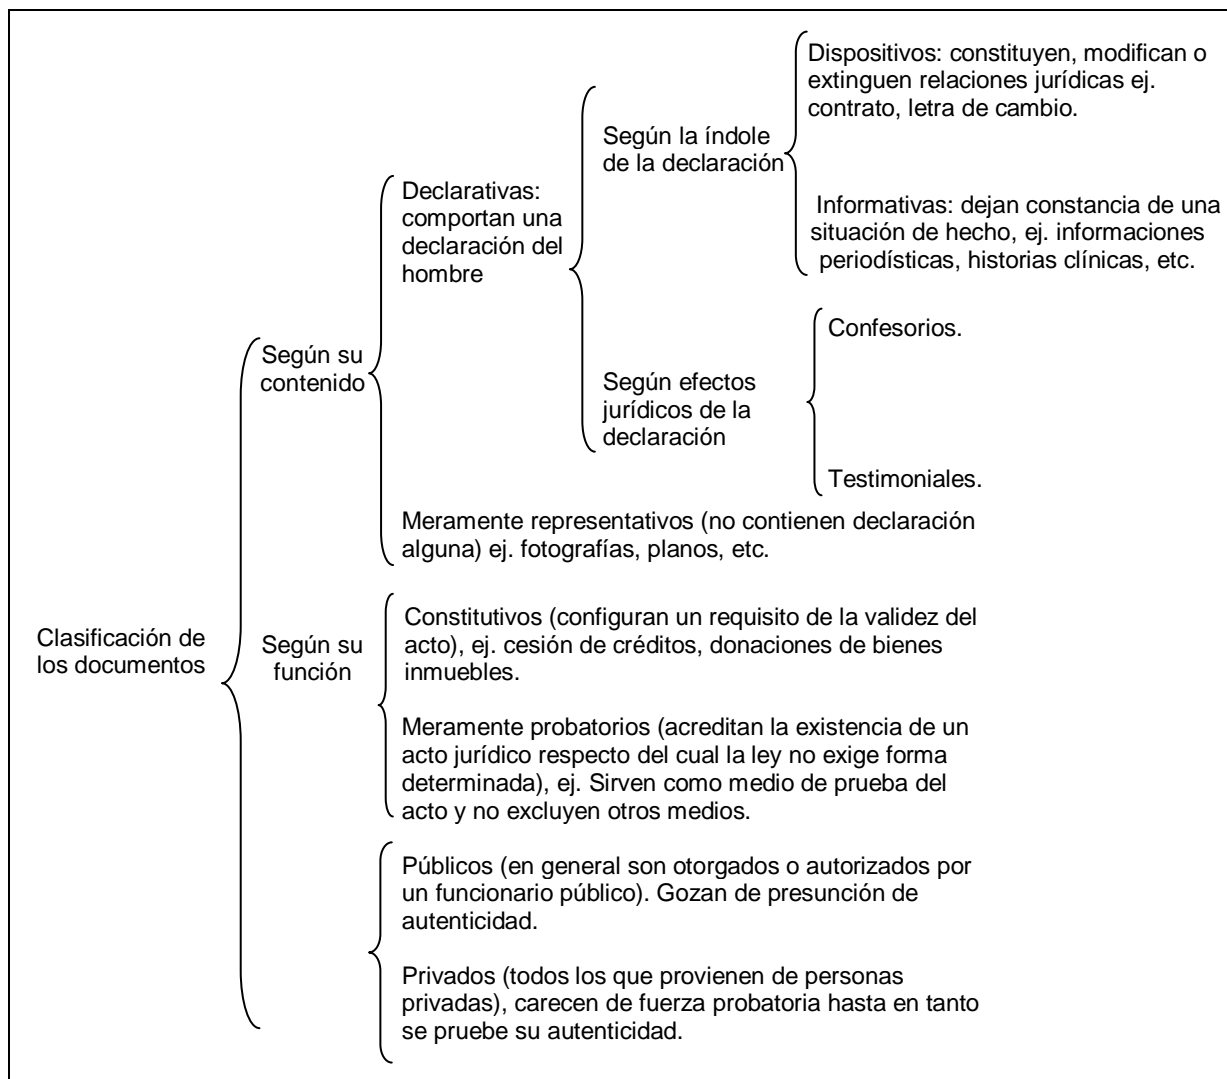 Dispositivos: constituyen, modifican o
extinguen relaciones jurídicas ej.
contrato, letra de cambio.
Según la índole
de la declaración
Declarativas:
comportan una
declaración del
hombre
Informativas: dejan constancia de una
situación de hecho, ej. informaciones
periodísticas, historias clínicas, etc.
Confesorios.
Según su
contenido
Según efectos
jurídicos de la
declaración
Testimoniales.
Meramente representativos (no contienen declaración
alguna) ej. fotografías, planos, etc.
Clasificación de
los documentos
Según su
función
Constitutivos (configuran un requisito de la validez del
acto), ej. cesión de créditos, donaciones de bienes
inmuebles.
Meramente probatorios (acreditan la existencia de un
acto jurídico respecto del cual la ley no exige forma
determinada), ej. Sirven como medio de prueba del
acto y no excluyen otros medios.
Públicos (en general son otorgados o autorizados por
un funcionario público). Gozan de presunción de
autenticidad.
Privados (todos los que provienen de personas
privadas), carecen de fuerza probatoria hasta en tanto
se pruebe su autenticidad.